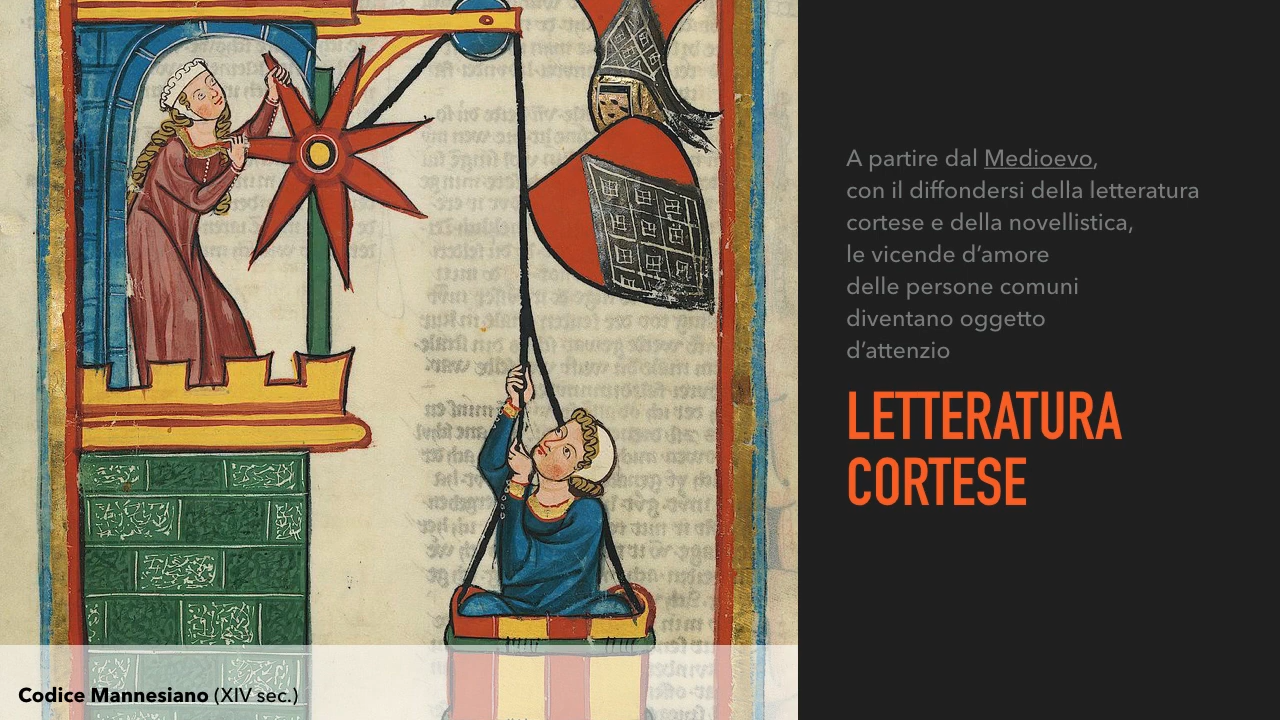 A partire dal Medioevo,
con il diffondersi della letteratura
cortese e della novellistica,
le vicende d’amore
delle persone comuni
diventano oggetto
d’attenzio
LETTERATURA
CORTESE
Codice Mannesiano (XIV sec.)